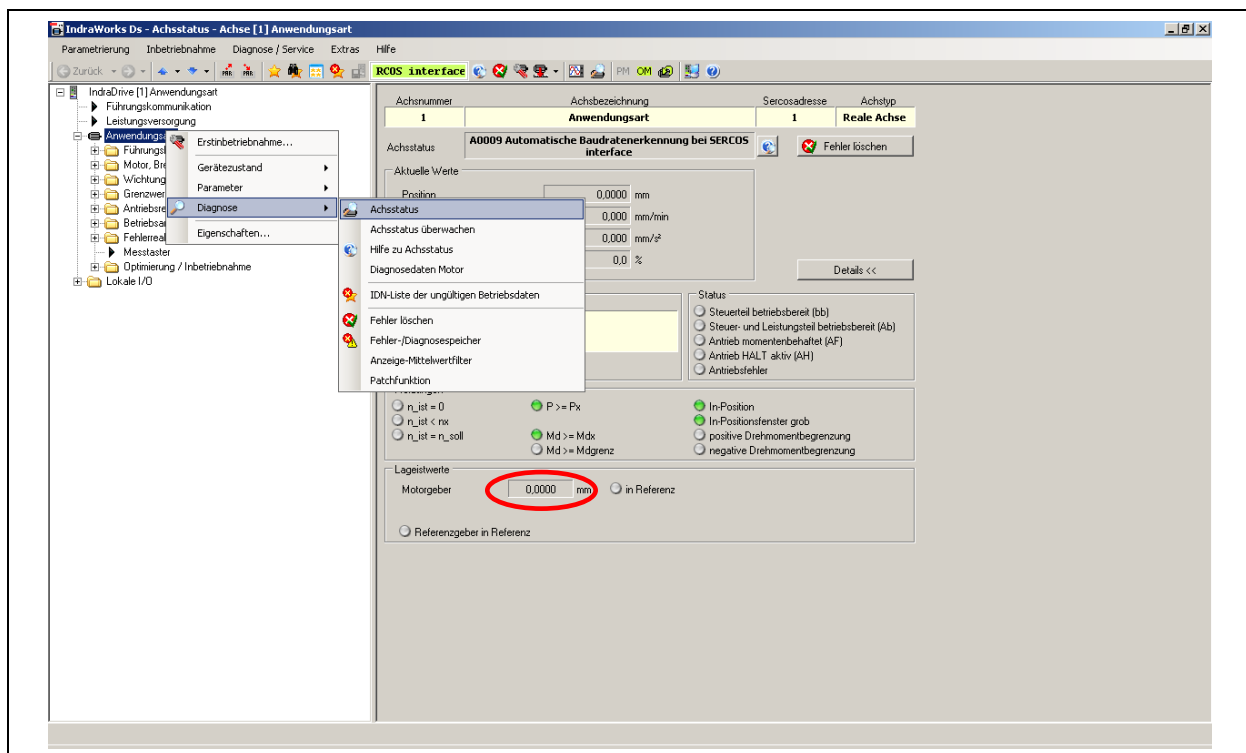 IndraWorks Ds - Achsstatus - Achse [1] Anwendungsart
Parametrierung Inbetriebnahme Diagnose / Service Extras Hilfe
Zurück PAR PAR RCOS interface PM OM
IndraDrive [1] Anwendungsart
Führungskommunikation
Leistungsversorgung
Anwendungsa
Führungs
Motor, Bre
Wichtung
Grenzwer
Antriebsre
Betriebsar
Fehlerreal
Messtaster
Optimierung / Inbetriebnahme
Lokale I/O
Erstinbetriebnahme...
Gerätezustand
Parameter
Diagnose
Eigenschaften...
Achsstatus
Achsstatus überwachen
Hilfe zu Achsstatus
Diagnosedaten Motor
IDN-Liste der ungültigen Betriebsdaten
Fehler löschen
Fehler-/Diagnosespeicher
Anzeige-Mittelwertfilter
Patchfunktion
Achsnummer Achsbezeichnung Sercosadresse Achstyp
1 Anwendungsart 1 Reale Achse
Achsstatus A0009 Automatische Baudratenerkennung bei SERCOS interface Fehler löschen
Aktuelle Werte
Position 0,0000 mm
0,000 mm/min
0,000 mm/s²
0,0 %
Details <<
Status
Steuerteil betriebsbereit (bb)
Steuer- und Leistungsteil betriebsbereit (Ab)
Antrieb momentenbehaftet (AF)
Antrieb HALT aktiv (AH)
Antriebsfehler
n_ist = 0 P >= Px In-Position
n_ist < nx In-Positionsfenster grob
n_ist = n_soll Md >= Mdx positive Drehmomentbegrenzung
Md >= Mdgrenz negative Drehmomentbegrenzung
Lageistwerte
Motorgeber 0,0000 mm in Referenz
Referenzgeber in Referenz